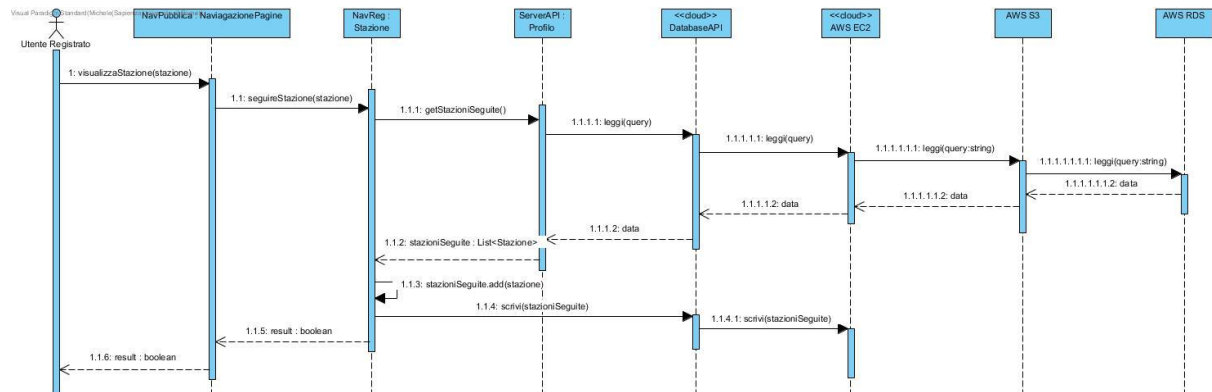 Visual Paradigm Standard(Michele(Sapien
NavPubblica : NaviagazionePagine
NavReg :
Stazione
ServerAPI :
Profilo
<<cloud>>
DatabaseAPI
<<cloud>>
AWS EC2
AWS S3
AWS RDS
Utente Registrato
1: visualizzaStazione(stazione)
1.1: seguireStazione(stazione)
1.1.1: getStazioniSeguite()
1.1.1.1: leggi(query)
1.1.1.1.1: leggi(query)
1.1.1.1.1.1: leggi(query:string)
1.1.1.1.1.1.1: leggi(query:string)
1.1.1.1.1.1.2: data
1.1.1.1.1.2: data
1.1.1.1.2: data
1.1.1.2: data
1.1.2: stazioniSeguite : List<Stazione>
1.1.3: stazioniSeguite.add(stazione)
1.1.4: scrivi(stazioniSeguite)
1.1.4.1: scrivi(stazioniSeguite)
1.1.5: result : boolean
1.1.6: result : boolean